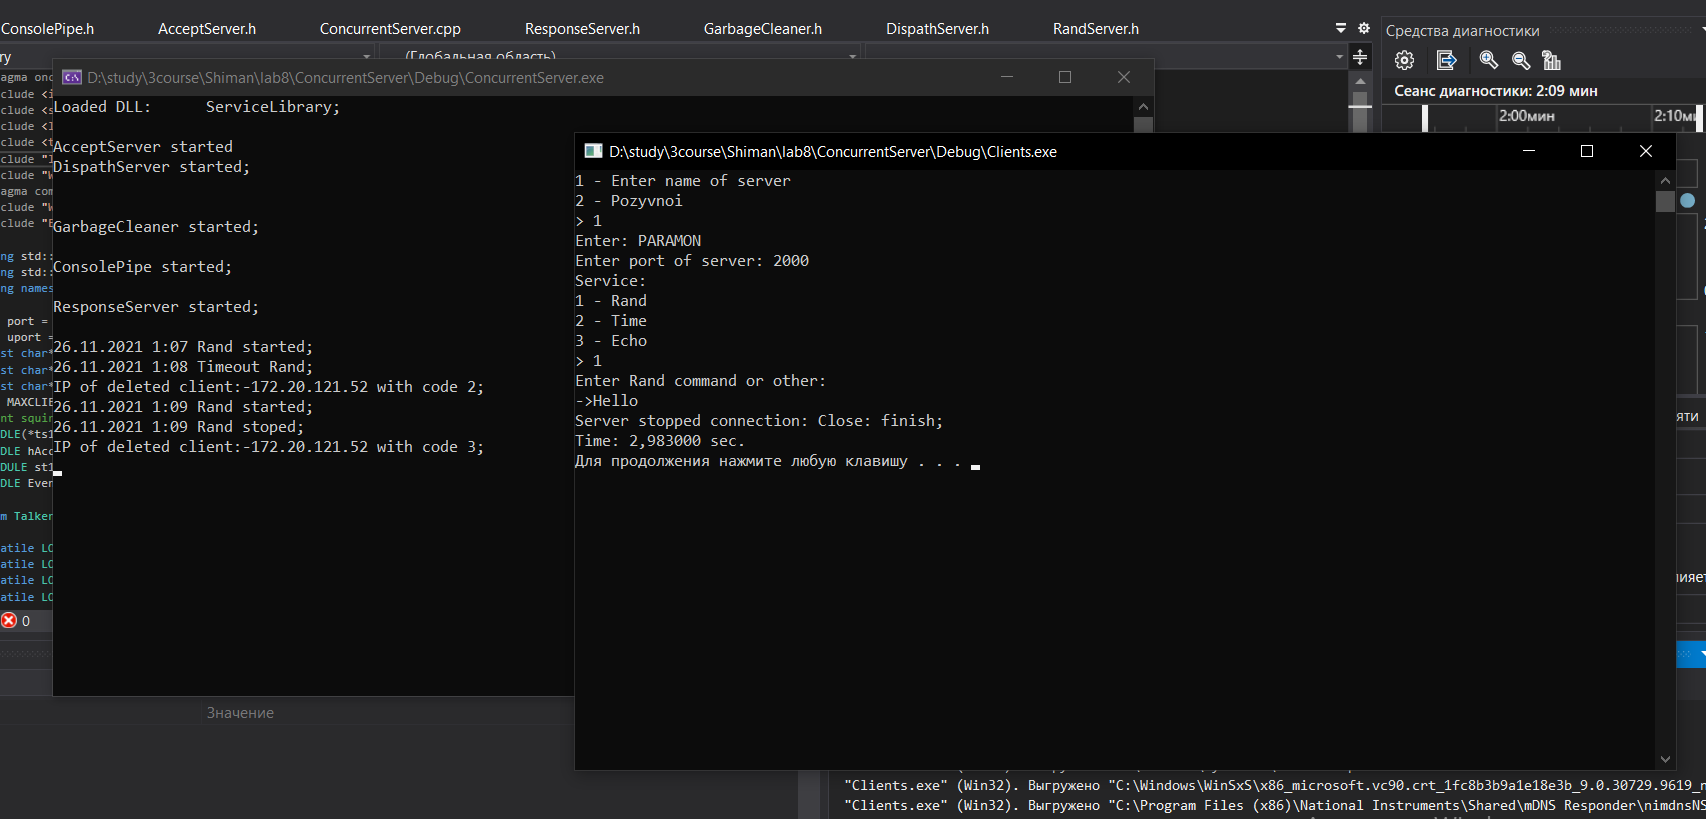 ConsolePipe.h AcceptServer.h ConcurrentServer.cpp ResponseServer.h GarbageCleaner.h DispathServer.h RandServer.h
(Глобальная область)
Средства диагностики
Сеанс диагностики: 2:09 мин
2:00мин 2:10
D:\study\3course\Shiman\lab8\ConcurrentServer\Debug\ConcurrentServer.exe
Loaded DLL: ServiceLibrary;
AcceptServer started
DispathServer started;
GarbageCleaner started;
ConsolePipe started;
ResponseServer started;
26.11.2021 1:07 Rand started;
26.11.2021 1:08 Timeout Rand;
IP of deleted client:-172.20.121.52 with code 2;
26.11.2021 1:09 Rand started;
26.11.2021 1:09 Rand stoped;
IP of deleted client:-172.20.121.52 with code 3;
D:\study\3course\Shiman\lab8\ConcurrentServer\Debug\Clients.exe
1 - Enter name of server
2 - Pozyvnoi
> 1
Enter: PARAMON
Enter port of server: 2000
Service:
1 - Rand
2 - Time
3 - Echo
> 1
Enter Rand command or other:
->Hello
Server stopped connection: Close: finish;
Time: 2,983000 sec.
Для продолжения нажмите любую клавишу . . .
port =
uport =
MAXCLIE
m Talker
0
Значение
"Clients.exe" (Win32). Выгружено "C:\Windows\WinSxS\x86_microsoft.vc90.crt_1fc8b3b9a1e18e3b_9.0.30729.9619_n
"Clients.exe" (Win32). Выгружено "C:\Program Files (x86)\National Instruments\Shared\mDNS Responder\nimdnsNS